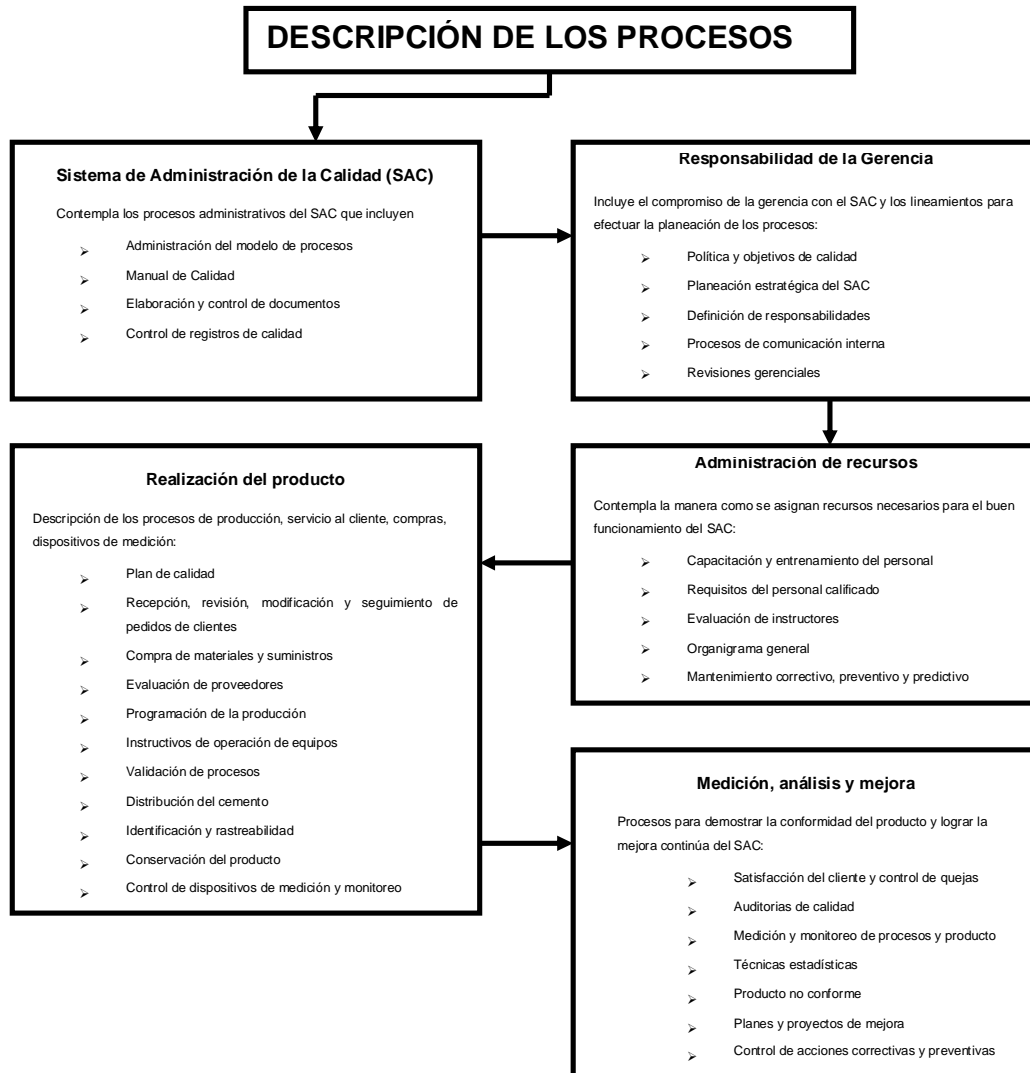 DESCRIPCIÓN DE LOS PROCESOS
Sistema de Administración de la Calidad (SAC)
Contempla los procesos administrativos del SAC que incluyen
➢ Administración del modelo de procesos
➢ Manual de Calidad
➢ Elaboración y control de documentos
➢ Control de registros de calidad
Responsabilidad de la Gerencia
Incluye el compromiso de la gerencia con el SAC y los lineamientos para
efectuar la planeación de los procesos:
➢ Política y objetivos de calidad
➢ Planeación estratégica del SAC
➢ Definición de responsabilidades
➢ Procesos de comunicación interna
➢ Revisiones gerenciales
Administración de recursos
Contempla la manera como se asignan recursos necesarios para el buen
funcionamiento del SAC:
➢ Capacitación y entrenamiento del personal
➢ Requisitos del personal calificado
➢ Evaluación de instructores
➢ Organigrama general
➢ Mantenimiento correctivo, preventivo y predictivo
Realización del producto
Descripción de los procesos de producción, servicio al cliente, compras,
dispositivos de medición:
➢ Plan de calidad
➢ Recepción, revisión, modificación y seguimiento de
pedidos de clientes
➢ Compra de materiales y suministros
➢ Evaluación de proveedores
➢ Programación de la producción
➢ Instructivos de operación de equipos
➢ Validación de procesos
➢ Distribución del cemento
➢ Identificación y rastreabilidad
➢ Conservación del producto
➢ Control de dispositivos de medición y monitoreo
Medición, análisis y mejora
Procesos para demostrar la conformidad del producto y lograr la
mejora continúa del SAC:
➢ Satisfacción del cliente y control de quejas
➢ Auditorias de calidad
➢ Medición y monitoreo de procesos y producto
➢ Técnicas estadísticas
➢ Producto no conforme
➢ Planes y proyectos de mejora
➢ Control de acciones correctivas y preventivas